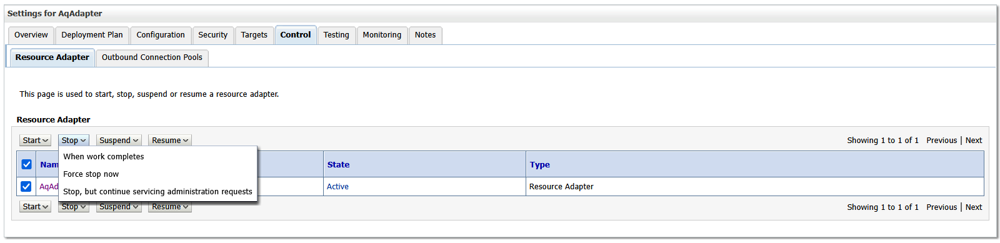 Settings for AqAdapter
Overview Deployment Plan Configuration Security Targets Control Testing Monitoring Notes
Resource Adapter Outbound Connection Pools
This page is used to start, stop, suspend or resume a resource adapter.
Resource Adapter
Start Stop Suspend Resume Showing 1 to 1 of 1 Previous | Next
When work completes
Nam State Type
Force stop now
AqAd Active Resource Adapter
Stop, but continue servicing administration requests
Start Stop Suspend Resume Showing 1 to 1 of 1 Previous | Next